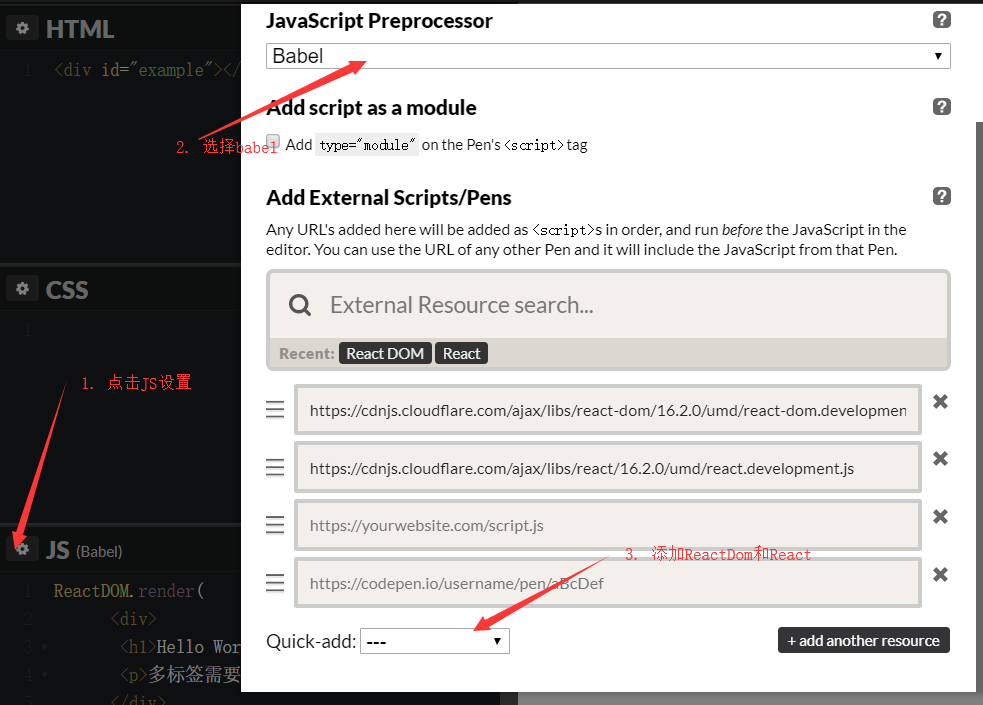 HTML
1 <div id="example"></
CSS
1
1. 点击JS设置
JS (Babel)
1 ReactDOM.render(
2 <div>
3 <h1>Hello Wor
4 <p>多标签需要
5 </div>
JavaScript Preprocessor
?
Babel
2. 选择babel
Add script as a module
?
Add type="module" on the Pen's <script> tag
Add External Scripts/Pens
?
Any URL's added here will be added as <script>s in order, and run before the JavaScript in the
editor. You can use the URL of any other Pen and it will include the JavaScript from that Pen.
External Resource search...
Recent: React DOM React
https://cdnjs.cloudflare.com/ajax/libs/react-dom/16.2.0/umd/react-dom.developmen
https://cdnjs.cloudflare.com/ajax/libs/react/16.2.0/umd/react.development.js
https://yourwebsite.com/script.js
3. 添加ReactDom和React
https://codepen.io/username/pen/aBcDef
Quick-add: ---
+ add another resource